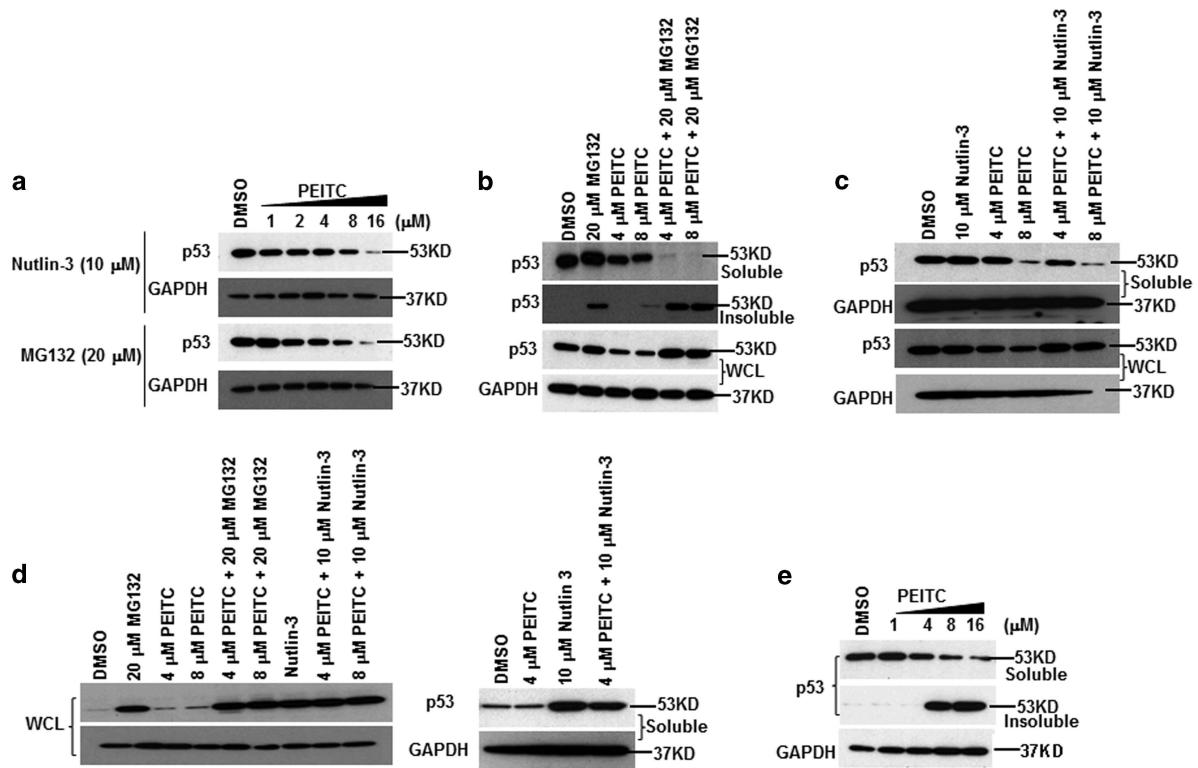 a
DMSO
PEITC
1 2 4 8 16 (μM)
Nutlin-3 (10 μM)
p53
53KD
GAPDH
37KD
MG132 (20 μM)
p53
53KD
GAPDH
37KD
b
DMSO
20 μM MG132
4 μM PEITC
8 μM PEITC
4 μM PEITC + 20 μM MG132
8 μM PEITC + 20 μM MG132
p53
53KD
Soluble
p53
53KD
Insoluble
p53
53KD
WCL
GAPDH
37KD
c
DMSO
10 μM Nutlin-3
4 μM PEITC
8 μM PEITC
4 μM PEITC + 10 μM Nutlin-3
8 μM PEITC + 10 μM Nutlin-3
p53
53KD
Soluble
GAPDH
37KD
p53
53KD
WCL
GAPDH
37KD
d
DMSO
20 μM MG132
4 μM PEITC
8 μM PEITC
4 μM PEITC + 20 μM MG132
8 μM PEITC + 20 μM MG132
Nutlin-3
4 μM PEITC + 10 μM Nutlin-3
8 μM PEITC + 10 μM Nutlin-3
WCL
DMSO
4 μM PEITC
10 μM Nutlin 3
4 μM PEITC + 10 μM Nutlin-3
p53
53KD
Soluble
GAPDH
37KD
e
DMSO
PEITC
1 4 8 16 (μM)
p53
53KD
Soluble
53KD
Insoluble
GAPDH
37KD